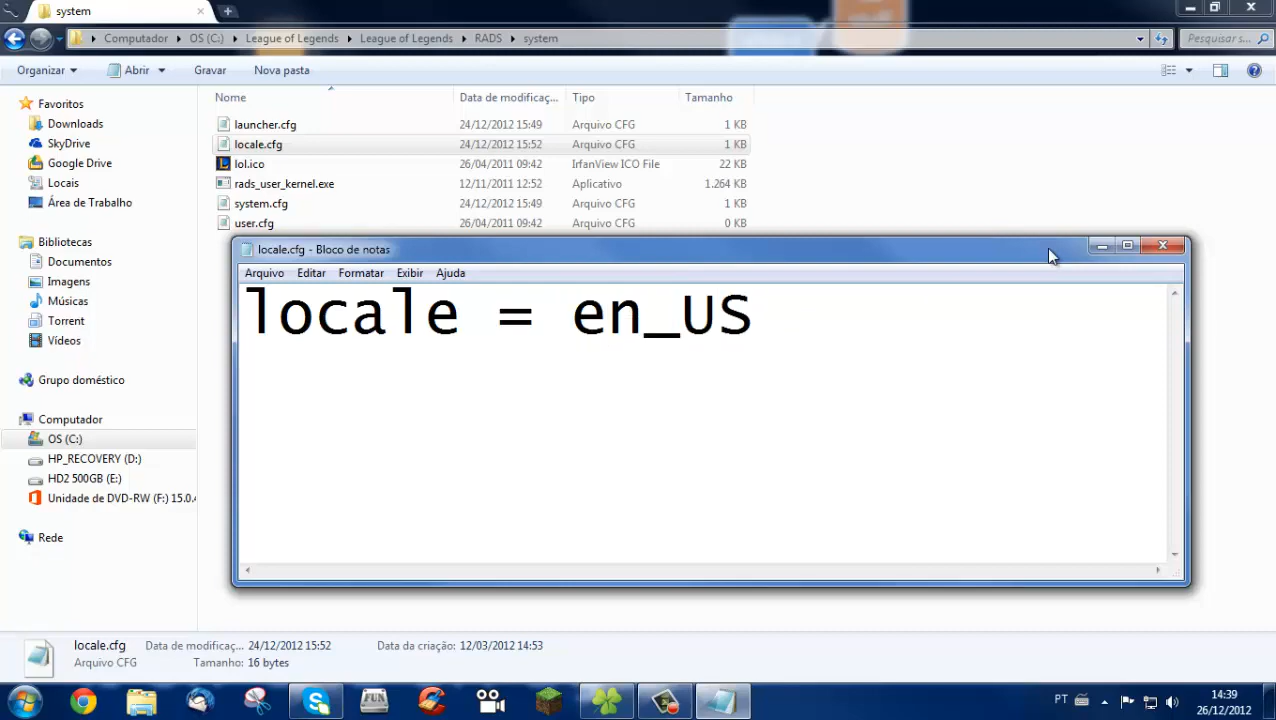 system
Computador OS (C:) League of Legends League of Legends RADS system
Pesquisar s...
Organizar Abrir Gravar Nova pasta
Nome Data de modificaç... Tipo Tamanho
launcher.cfg 24/12/2012 15:49 Arquivo CFG 1 KB
locale.cfg 24/12/2012 15:52 Arquivo CFG 1 KB
lol.ico 26/04/2011 09:42 IrfanView ICO File 22 KB
rads_user_kernel.exe 12/11/2011 12:52 Aplicativo 1.264 KB
system.cfg 24/12/2012 15:49 Arquivo CFG 1 KB
user.cfg 26/04/2011 09:42 Arquivo CFG 0 KB
Favoritos
Downloads
SkyDrive
Google Drive
Locais
Área de Trabalho
Bibliotecas
Documentos
Imagens
Músicas
Torrent
Vídeos
Grupo doméstico
Computador
OS (C:)
HP_RECOVERY (D:)
HD2 500GB (E:)
Unidade de DVD-RW (F:) 15.0.4
Rede
locale.cfg - Bloco de notas
Arquivo Editar Formatar Exibir Ajuda
locale = en_US
locale.cfg Data de modificaç... 24/12/2012 15:52 Data da criação: 12/03/2012 14:53
Arquivo CFG Tamanho: 16 bytes
PT
14:39
26/12/2012